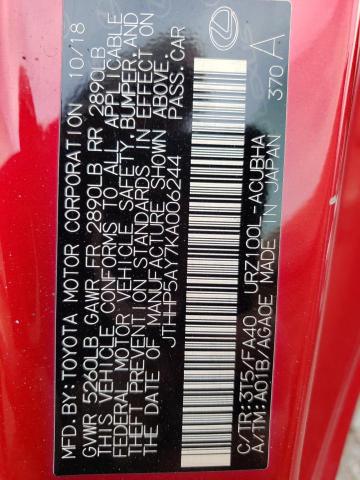 MFD.BY: TOYOTA MOTOR CORPORATION 10/18
GVWR 5260LB GAWR FR 2890LB RR 2890LB
THIS VEHICLE CONFORMS TO ALL APPLICABLE
FEDERAL MOTOR VEHICLE SAFETY, BUMPER, AND
THEFT PREVENTION STANDARDS IN EFFECT ON
THE DATE OF MANUFACTURE SHOWN ABOVE.
JTHHP5AY7KA006244 PASS. CAR
C/TR: 3T5/FA40 URZ100L-ACUBHA
A/TM: A01B/AGA0E MADE IN JAPAN 370 A